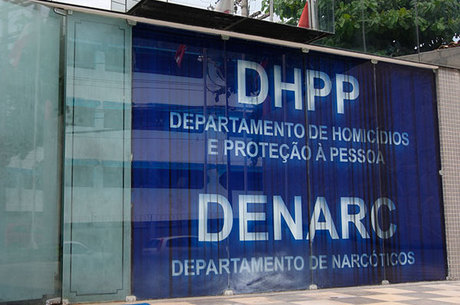 DHPP
DEPARTAMENTO DE HOMICÍDIOS
E PROTEÇÃO À PESSOA
DENARC
DEPARTAMENTO DE NARCÓTICOS